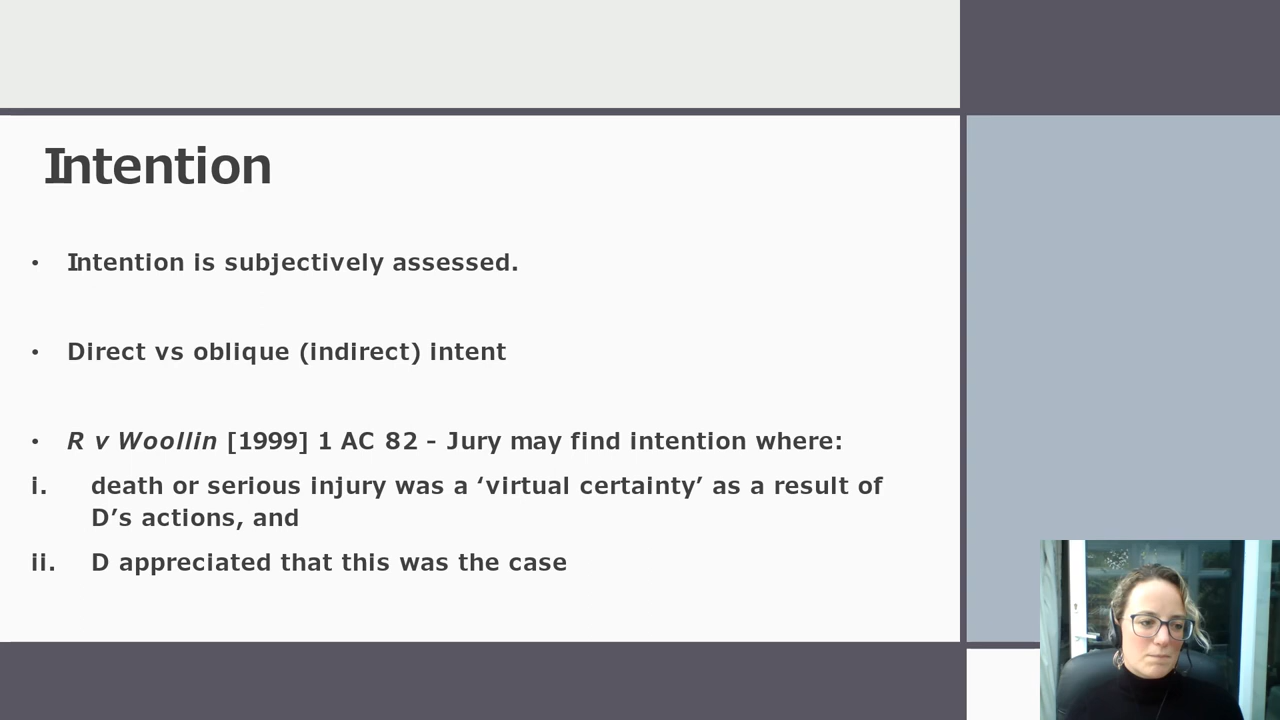 Intention
• Intention is subjectively assessed.
• Direct vs oblique (indirect) intent
• R v Woollin [1999] 1 AC 82 - Jury may find intention where:
i. death or serious injury was a ‘virtual certainty’ as a result of
D’s actions, and
ii. D appreciated that this was the case